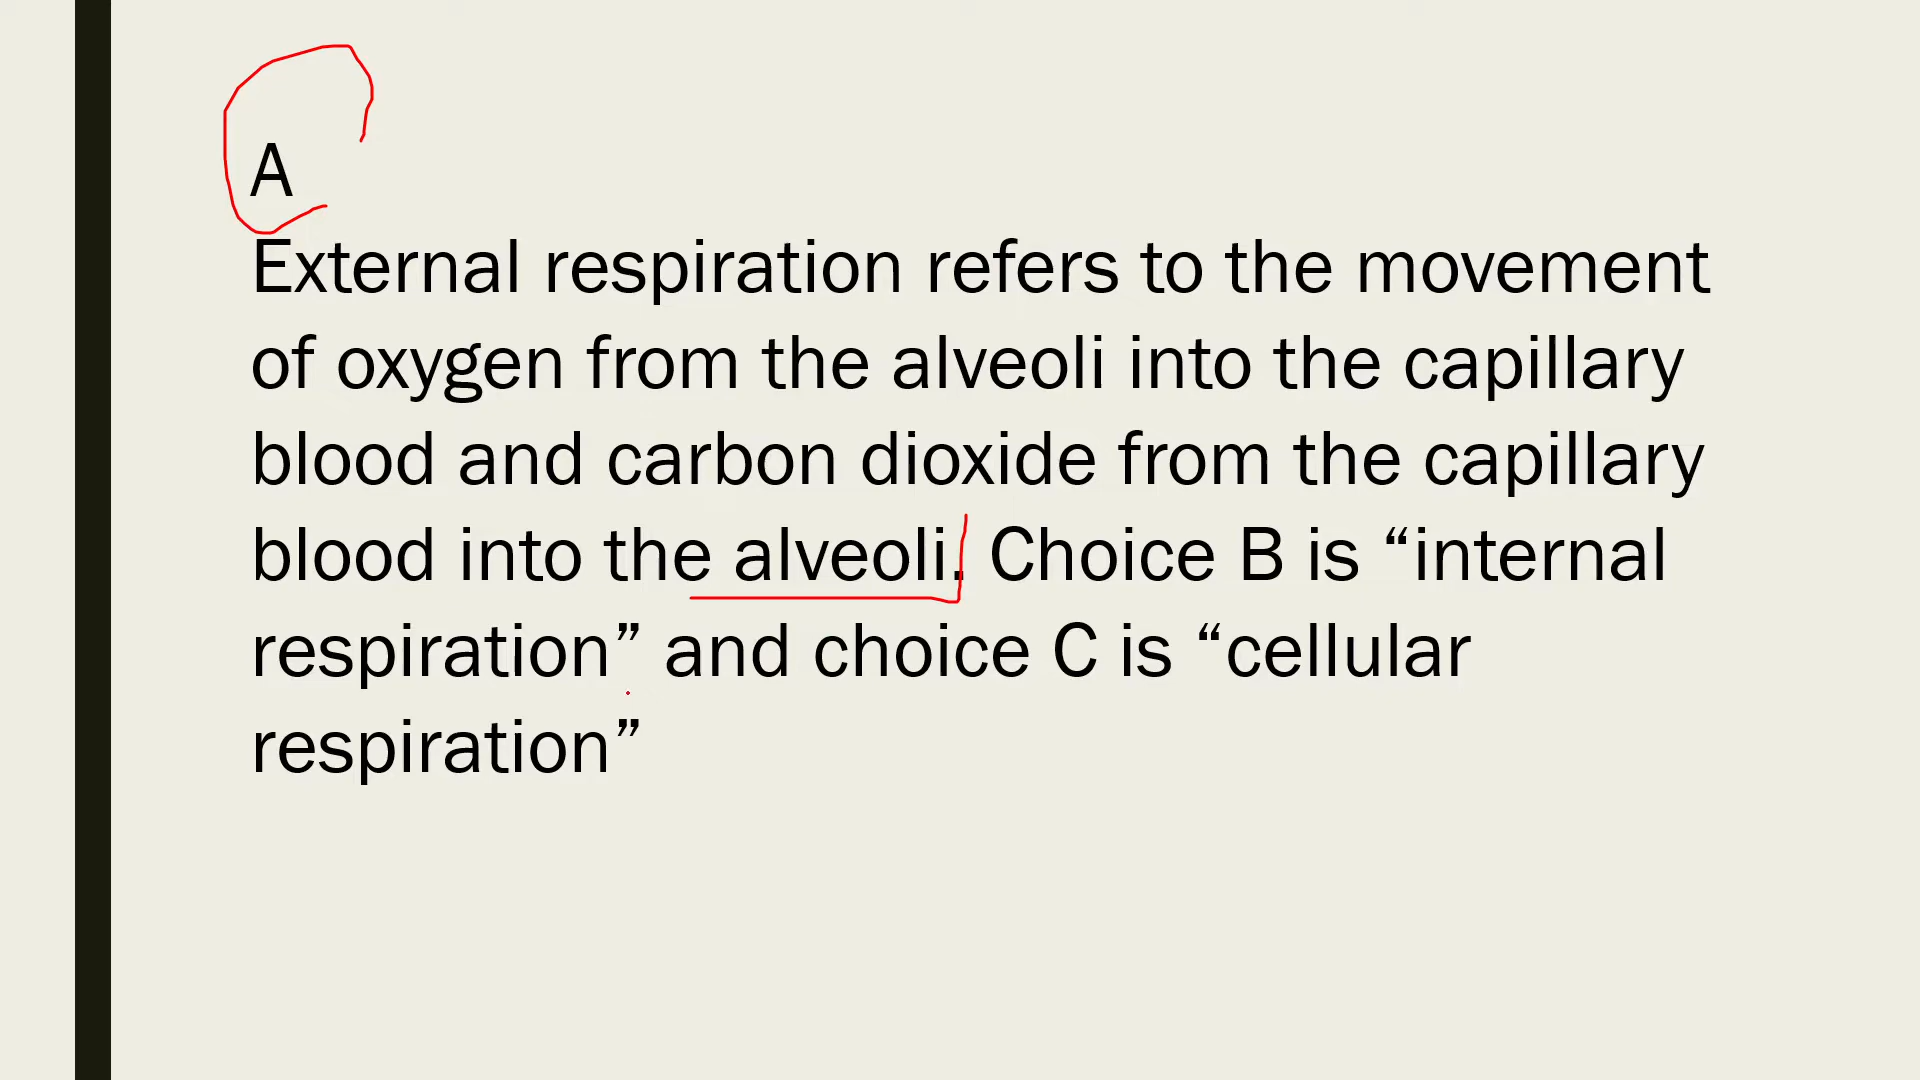 A
External respiration refers to the movement
of oxygen from the alveoli into the capillary
blood and carbon dioxide from the capillary
blood into the alveoli. Choice B is “internal
respiration” and choice C is “cellular
respiration”